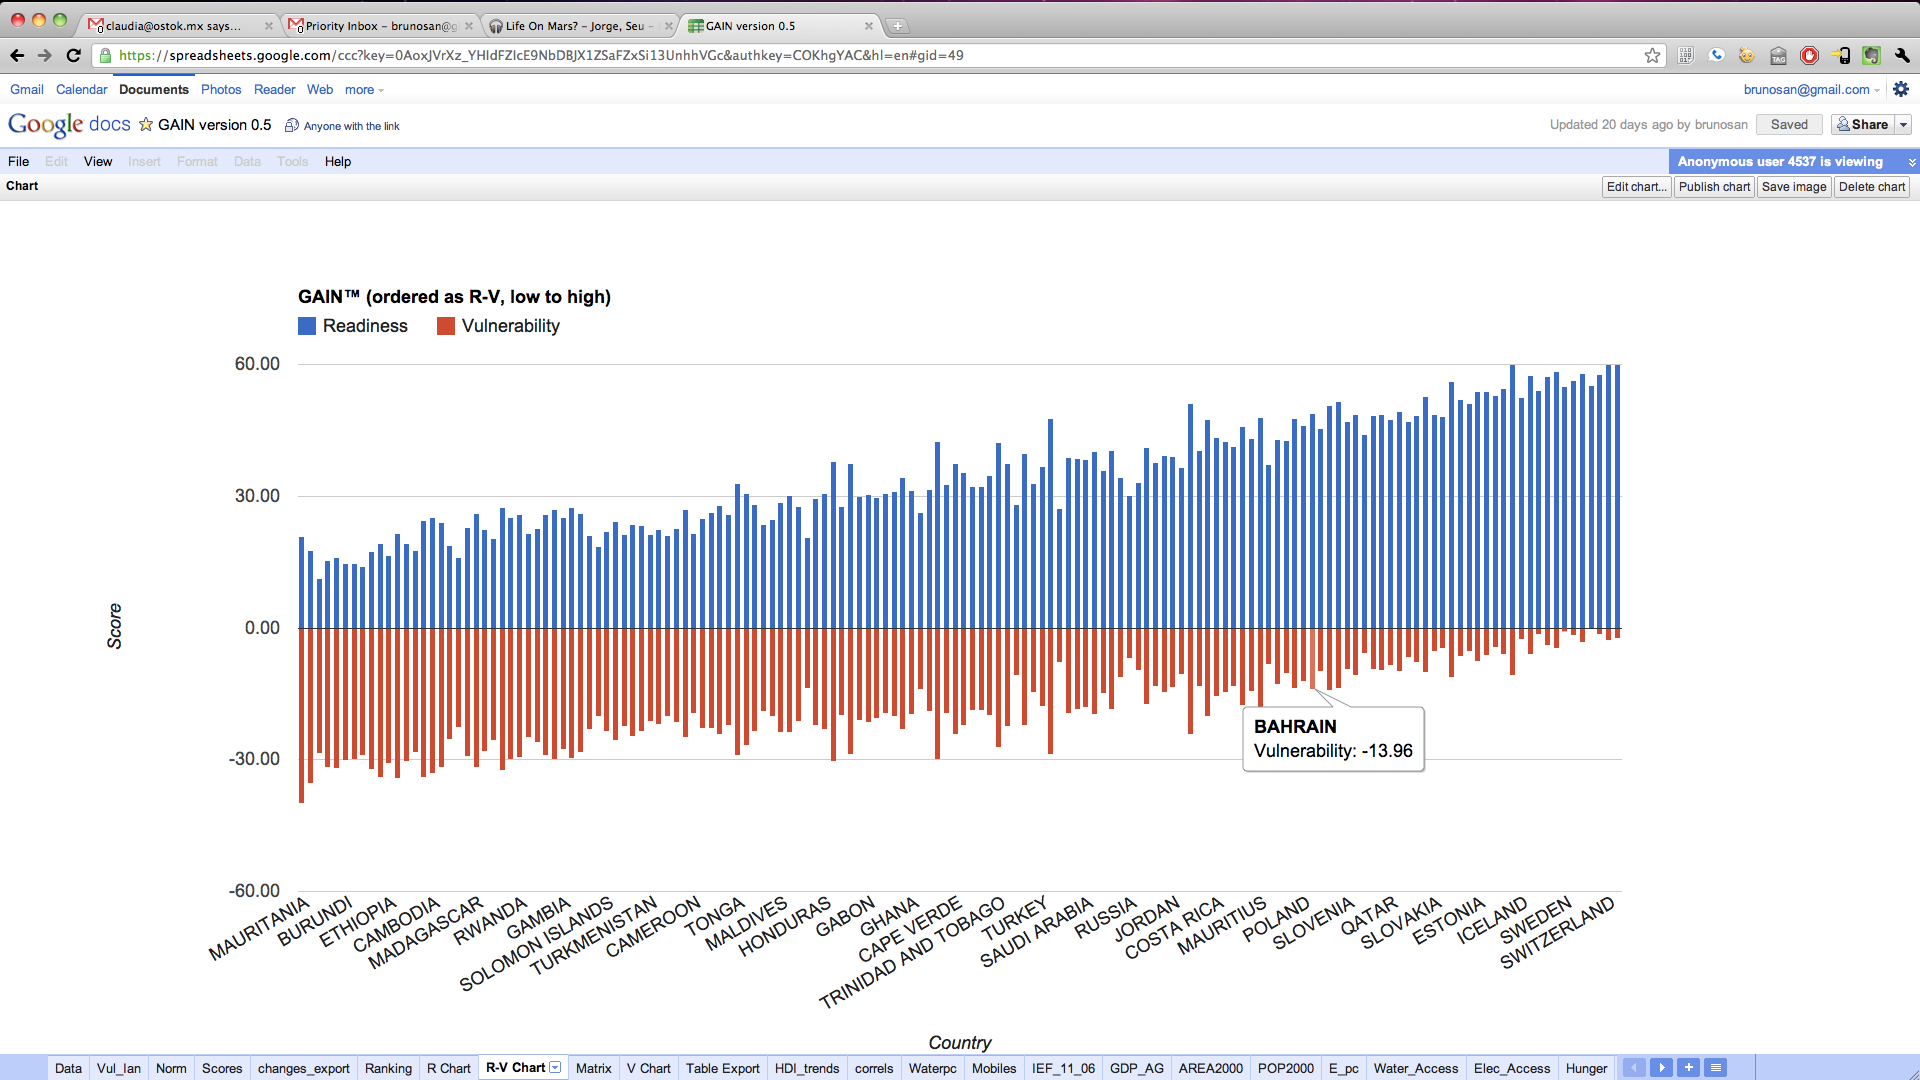 claudia@ostok.mx says...
Priority Inbox – brunosan@g
Life On Mars? – Jorge, Seu –
GAIN version 0.5
https://spreadsheets.google.com/ccc?key=0AoxJVrXz_YHIdFZIcE9NbDBJX1ZSaFZxSi13UnhhVGc&authkey=COKhgYAC&hl=en#gid=49
Gmail Calendar Documents Photos Reader Web more
brunosan@gmail.com
Google docs GAIN version 0.5 Anyone with the link
Updated 20 days ago by brunosan Saved Share
File Edit View Insert Format Data Tools Help
Anonymous user 4537 is viewing
Chart
Edit chart... Publish chart Save image Delete chart
GAIN™ (ordered as R-V, low to high)
Readiness Vulnerability
60.00
30.00
0.00
-30.00
-60.00
Score
BAHRAIN
Vulnerability: -13.96
MAURITANIA
BURUNDI
ETHIOPIA
CAMBODIA
MADAGASCAR
RWANDA
GAMBIA
SOLOMON ISLANDS
TURKMENISTAN
CAMEROON
TONGA
MALDIVES
HONDURAS
GABON
GHANA
CAPE VERDE
TRINIDAD AND TOBAGO
TURKEY
SAUDI ARABIA
RUSSIA
JORDAN
COSTA RICA
MAURITIUS
POLAND
SLOVENIA
QATAR
SLOVAKIA
ESTONIA
ICELAND
SWEDEN
SWITZERLAND
Country
Data Vul_Ian Norm Scores changes_export Ranking R Chart R-V Chart Matrix V Chart Table Export HDI_trends correls Waterpc Mobiles IEF_11_06 GDP_AG AREA2000 POP2000 E_pc Water_Access Elec_Access Hunger